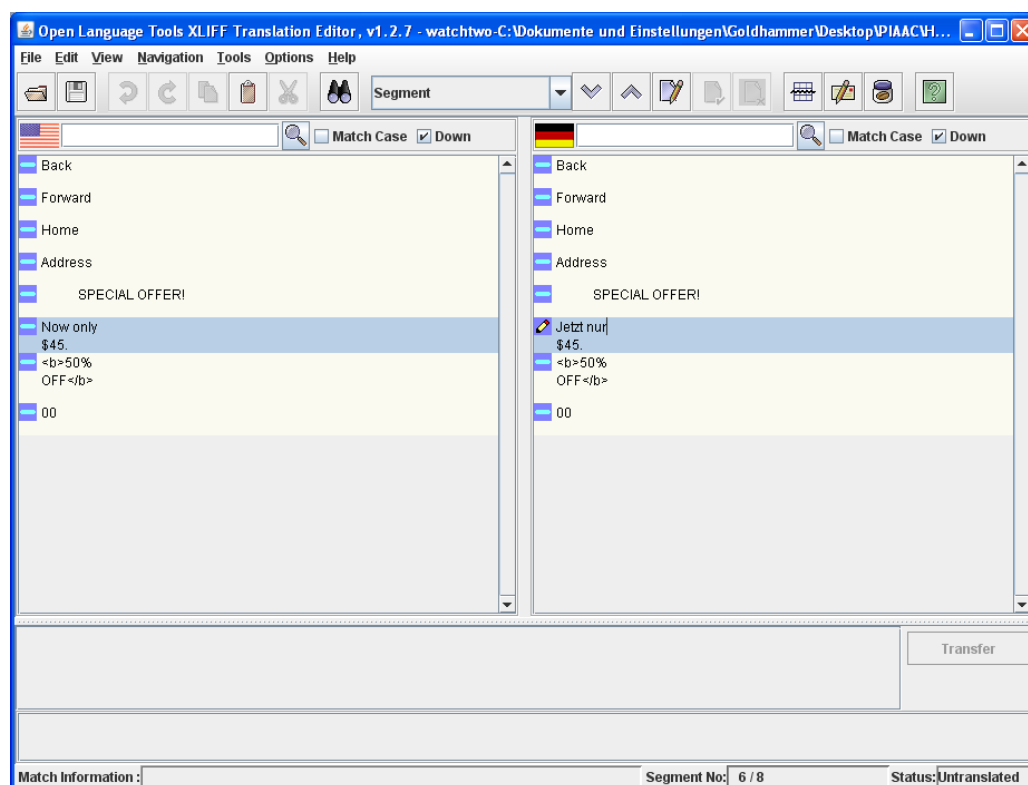 Open Language Tools XLIFF Translation Editor, v1.2.7 - watchtwo-C:\Dokumente und Einstellungen\Goldhammer\Desktop\PIAAC\H...
File Edit View Navigation Tools Options Help
Segment
Match Case Down
Back
Forward
Home
Address
SPECIAL OFFER!
Now only
$45.
<b>50%
OFF</b>
00
Match Case Down
Back
Forward
Home
Address
SPECIAL OFFER!
Jetzt nur
$45.
<b>50%
OFF</b>
00
Transfer
Match Information : Segment No: 6 / 8 Status: Untranslated